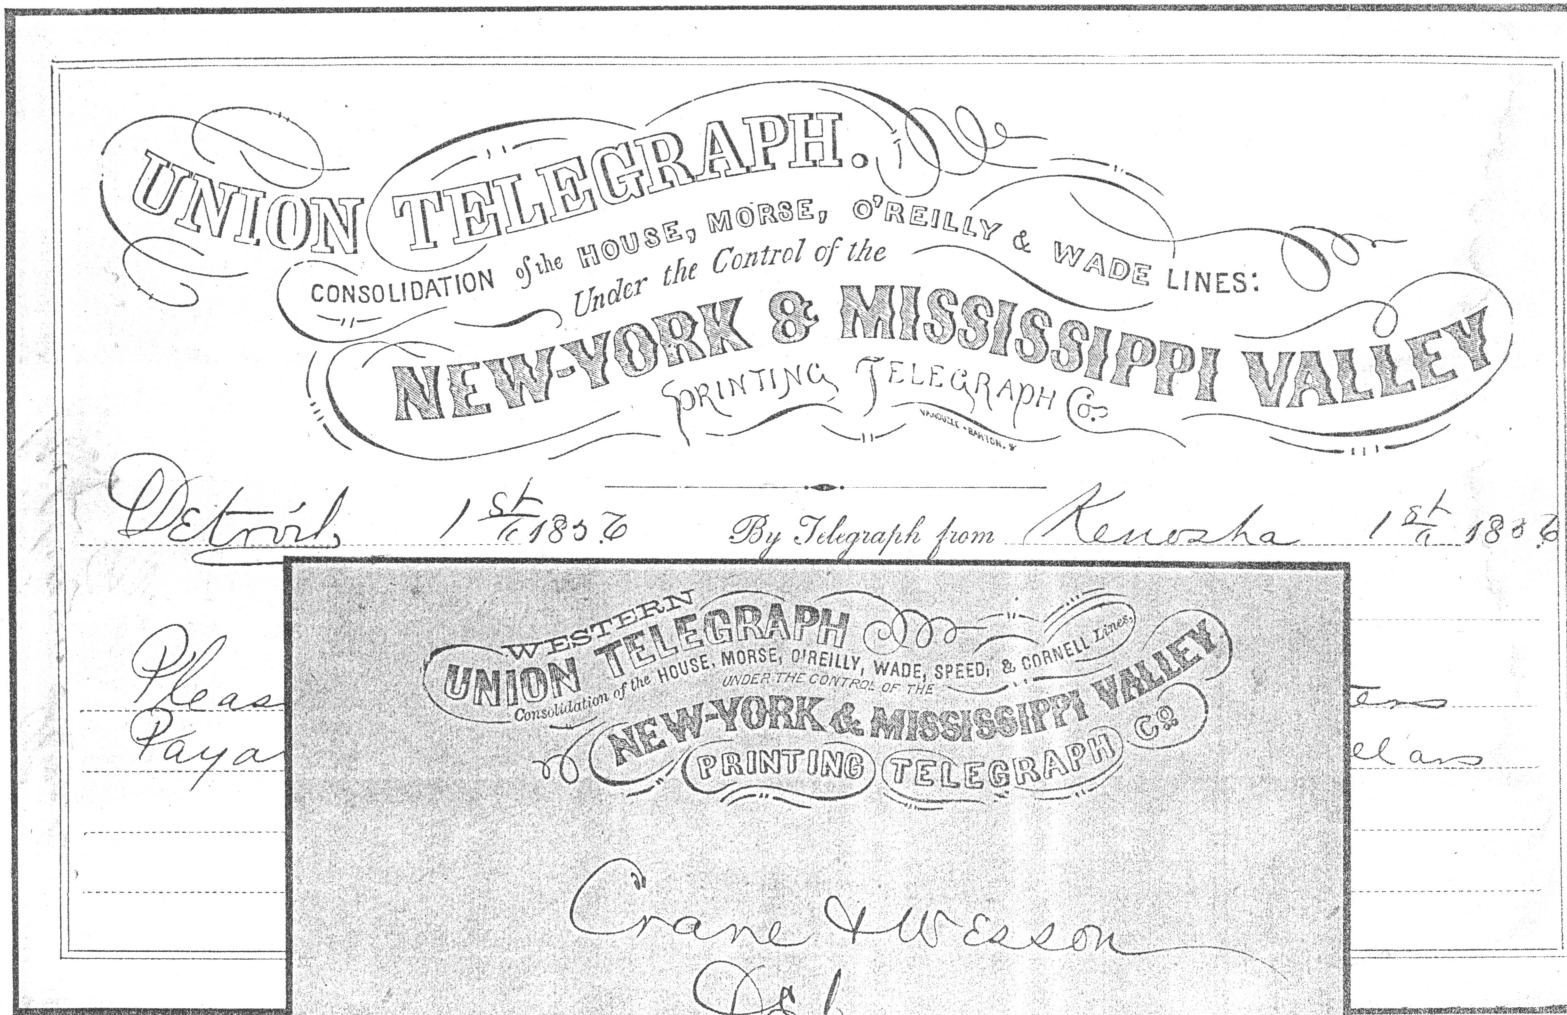 UNION TELEGRAPH.
CONSOLIDATION of the HOUSE, MORSE, O'REILLY & WADE LINES:
Under the Control of the
NEW-YORK & MISSISSIPPI VALLEY
PRINTING TELEGRAPH Co.
Detroit 1st/11 1856 By Telegraph from Kenosha 1st/11 1856
WESTERN
UNION TELEGRAPH
Consolidation of the HOUSE, MORSE, O'REILLY, WADE, SPEED, & CORNELL Lines.
UNDER THE CONTROL OF THE
NEW-YORK & MISSISSIPPI VALLEY
PRINTING TELEGRAPH Co.
Pleas
Paya
Crane & Wesson